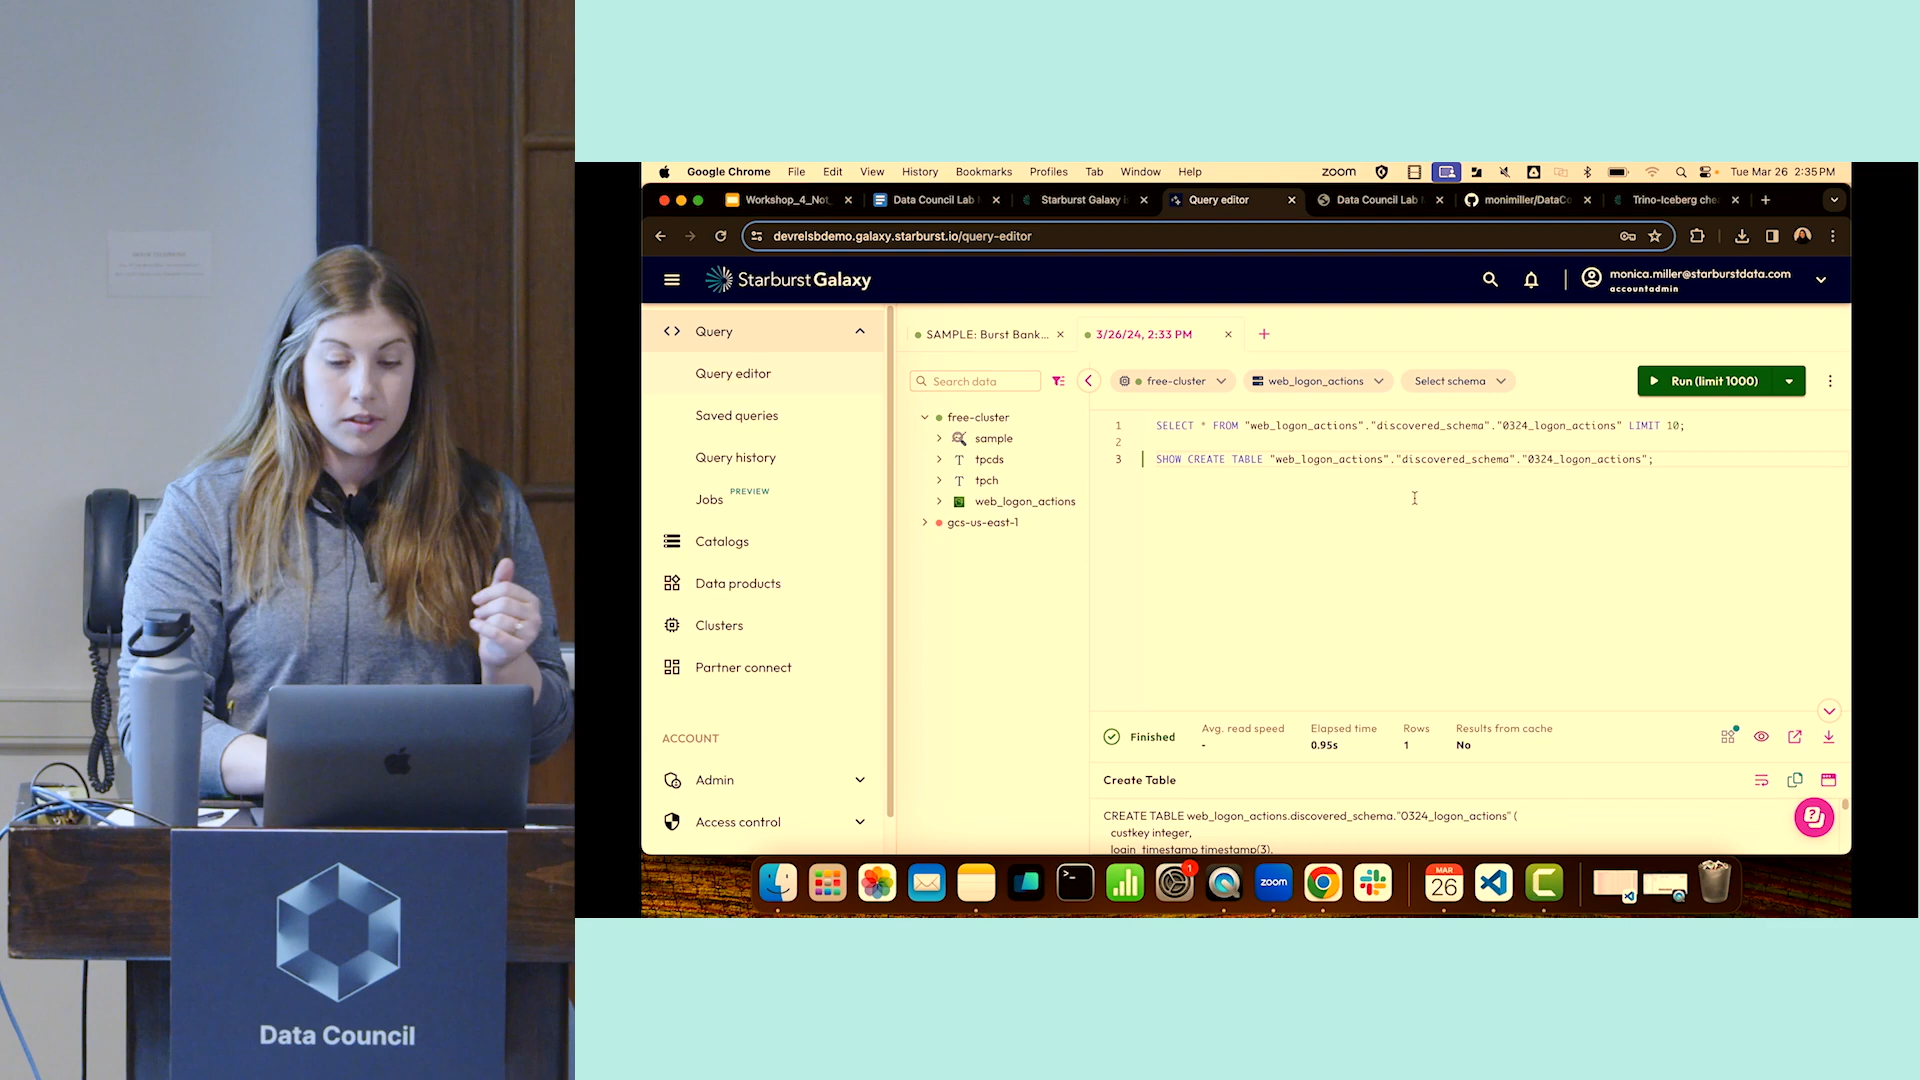 Data Council
Google Chrome File Edit View History Bookmarks Profiles Tab Window Help zoom Tue Mar 26 2:35PM
Workshop_4_Not Data Council Lab Starburst Galaxy i Query editor Data Council Lab monimiller/DataCo Trino-Iceberg che
devrelsbdemo.galaxy.starburst.io/query-editor
Starburst Galaxy
monica.miller@starburstdata.com
accountadmin
Query
Query editor
Saved queries
Query history
Jobs PREVIEW
Catalogs
Data products
Clusters
Partner connect
ACCOUNT
Admin
Access control
SAMPLE: Burst Bank... 3/26/24, 2:33 PM
Search data
free-cluster
sample
tpcds
tpch
web_logon_actions
gcs-us-east-1
free-cluster web_logon_actions Select schema Run (limit 1000)
1 SELECT * FROM "web_logon_actions"."discovered_schema"."0324_logon_actions" LIMIT 10;
2
3 SHOW CREATE TABLE "web_logon_actions"."discovered_schema"."0324_logon_actions";
Finished
Avg. read speed
-
Elapsed time
0.95s
Rows
1
Results from cache
No
Create Table
CREATE TABLE web_logon_actions.discovered_schema."0324_logon_actions" (
custkey integer,
login_timestamp timestamp(3),
1
zoom
MAR
26